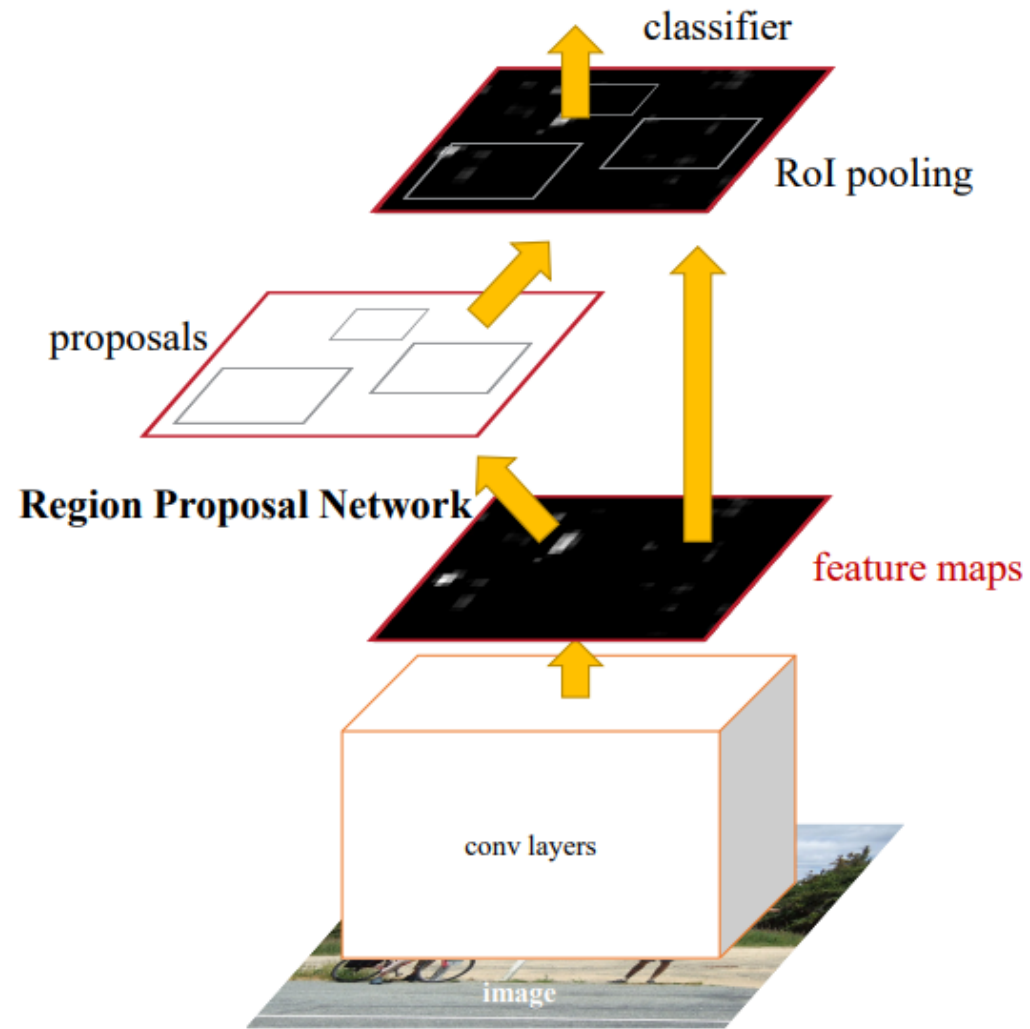 classifier
RoI pooling
proposals
Region Proposal Network
feature maps
conv layers
image